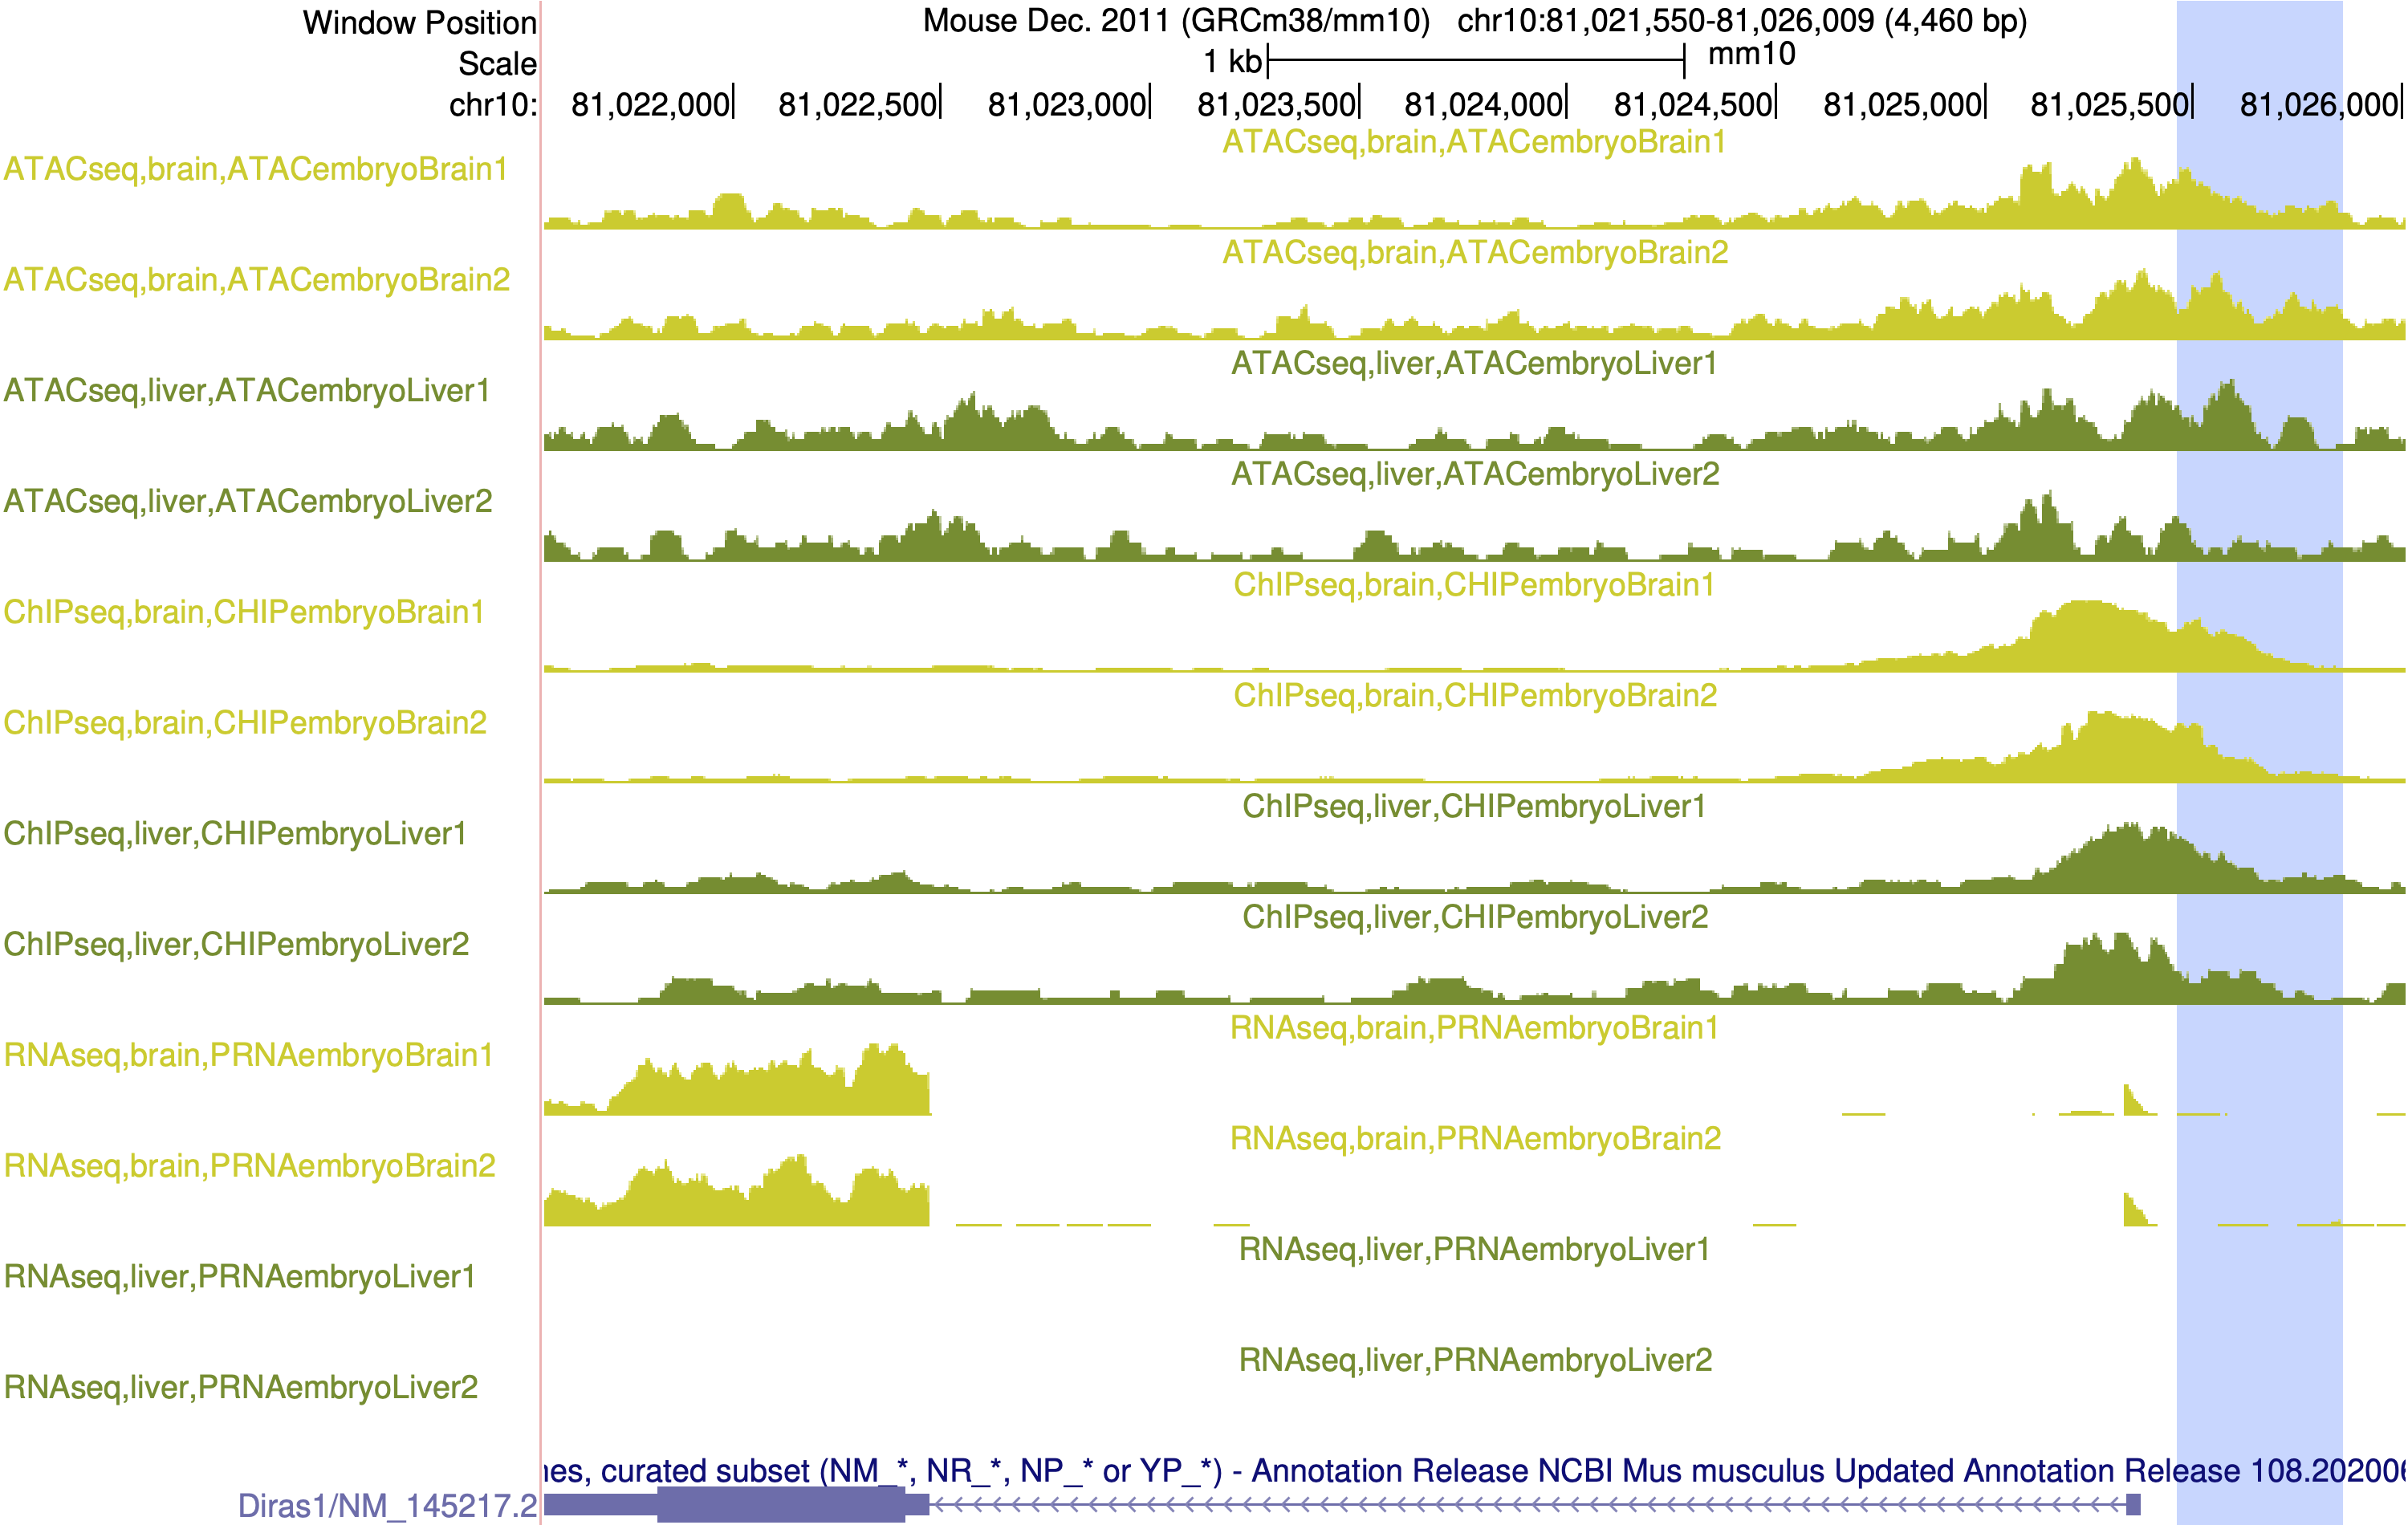 Window Position Mouse Dec. 2011 (GRCm38/mm10) chr10:81,021,550-81,026,009 (4,460 bp)
Scale 1 kb mm10
chr10: 81,022,000 81,022,500 81,023,000 81,023,500 81,024,000 81,024,500 81,025,000 81,025,500 81,026,000
ATACseq,brain,ATACembryoBrain1
ATACseq,brain,ATACembryoBrain1
ATACseq,brain,ATACembryoBrain2
ATACseq,brain,ATACembryoBrain2
ATACseq,liver,ATACembryoLiver1
ATACseq,liver,ATACembryoLiver1
ATACseq,liver,ATACembryoLiver2
ATACseq,liver,ATACembryoLiver2
ChIPseq,brain,CHIPembryoBrain1
ChIPseq,brain,CHIPembryoBrain1
ChIPseq,brain,CHIPembryoBrain2
ChIPseq,brain,CHIPembryoBrain2
ChIPseq,liver,CHIPembryoLiver1
ChIPseq,liver,CHIPembryoLiver1
ChIPseq,liver,CHIPembryoLiver2
ChIPseq,liver,CHIPembryoLiver2
RNAseq,brain,PRNAembryoBrain1
RNAseq,brain,PRNAembryoBrain1
RNAseq,brain,PRNAembryoBrain2
RNAseq,brain,PRNAembryoBrain2
RNAseq,liver,PRNAembryoLiver1
RNAseq,liver,PRNAembryoLiver1
RNAseq,liver,PRNAembryoLiver2
RNAseq,liver,PRNAembryoLiver2
es, curated subset (NM_*, NR_*, NP_* or YP_*) - Annotation Release NCBI Mus musculus Updated Annotation Release 108.20200
Diras1/NM_145217.2